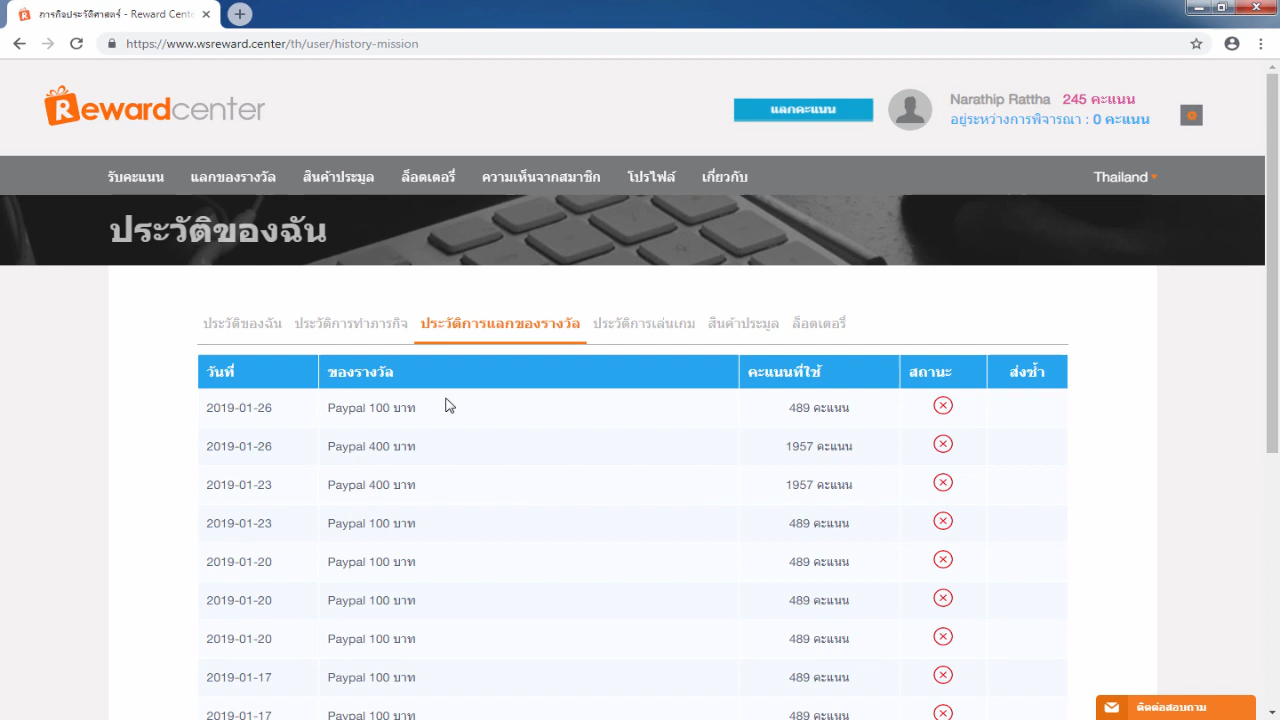 ภารกิจประวัติศาสตร์ - Reward Cente
https://www.wsreward.center/th/user/history-mission
Rewardcenter
แลกคะแนน
Narathip Rattha 245 คะแนน
อยู่ระหว่างการพิจารณา : 0 คะแนน
รับคะแนน แลกของรางวัล สินค้าประมูล ล็อตเตอรี่ ความเห็นจากสมาชิก โปรไฟล์ เกี่ยวกับ Thailand
ประวัติของฉัน
ประวัติของฉัน ประวัติการทำภารกิจ ประวัติการแลกของรางวัล ประวัติการเล่นเกม สินค้าประมูล ล็อตเตอรี่
วันที่ ของรางวัล คะแนนที่ใช้ สถานะ ส่งซ้ำ
2019-01-26 Paypal 100 บาท 489 คะแนน
2019-01-26 Paypal 400 บาท 1957 คะแนน
2019-01-23 Paypal 400 บาท 1957 คะแนน
2019-01-23 Paypal 100 บาท 489 คะแนน
2019-01-20 Paypal 100 บาท 489 คะแนน
2019-01-20 Paypal 100 บาท 489 คะแนน
2019-01-20 Paypal 100 บาท 489 คะแนน
2019-01-17 Paypal 100 บาท 489 คะแนน
2019-01-17 Paypal 100 บาท 489 คะแนน
ติดต่อสอบถาม